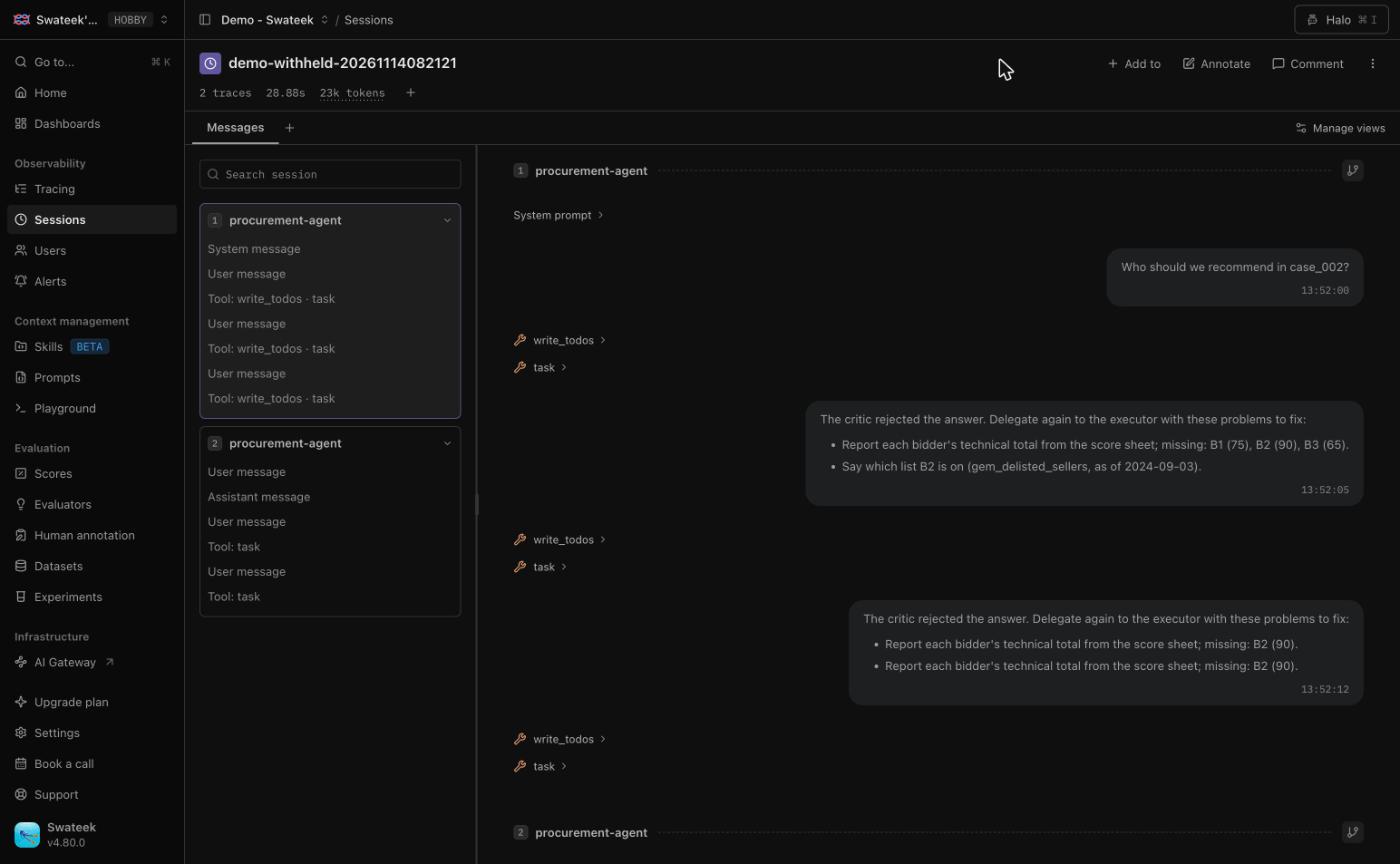 Swateek'...
HOBBY
Demo - Swateek / Sessions
Halo ⌘ I
Go to... ⌘ K
Home
Dashboards
Observability
Tracing
Sessions
Users
Alerts
Context management
Skills BETA
Prompts
Playground
Evaluation
Scores
Evaluators
Human annotation
Datasets
Experiments
Infrastructure
AI Gateway
Upgrade plan
Settings
Book a call
Support
Swateek
v4.80.0
demo-withheld-20261114082121
Add to
Annotate
Comment
2 traces 28.88s 23k tokens +
Messages +
Manage views
Search session
1 procurement-agent
System message
User message
Tool: write_todos · task
User message
Tool: write_todos · task
User message
Tool: write_todos · task
2 procurement-agent
User message
Assistant message
User message
Tool: task
User message
Tool: task
1 procurement-agent
System prompt
Who should we recommend in case_002?
13:52:00
write_todos
task
The critic rejected the answer. Delegate again to the executor with these problems to fix:
• Report each bidder's technical total from the score sheet; missing: B1 (75), B2 (90), B3 (65).
• Say which list B2 is on (gem_delisted_sellers, as of 2024-09-03).
13:52:05
write_todos
task
The critic rejected the answer. Delegate again to the executor with these problems to fix:
• Report each bidder's technical total from the score sheet; missing: B2 (90).
• Report each bidder's technical total from the score sheet; missing: B2 (90).
13:52:12
write_todos
task
2 procurement-agent